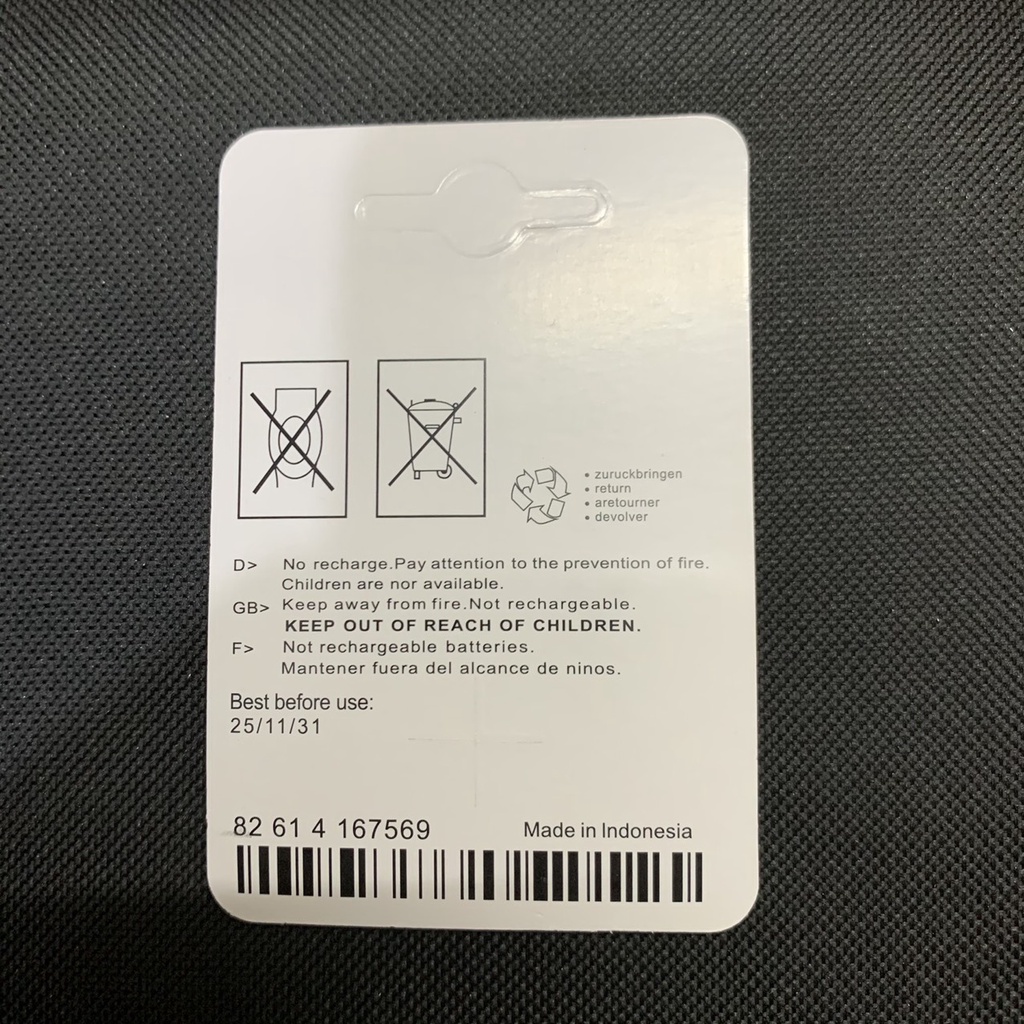 • zuruckbringen
• return
• aretourner
• devolver
D> No recharge.Pay attention to the prevention of fire.
Children are nor available.
GB> Keep away from fire.Not rechargeable.
KEEP OUT OF REACH OF CHILDREN.
F> Not rechargeable batteries.
Mantener fuera del alcance de ninos.
Best before use:
25/11/31
82 61 4 167569 Made in Indonesia